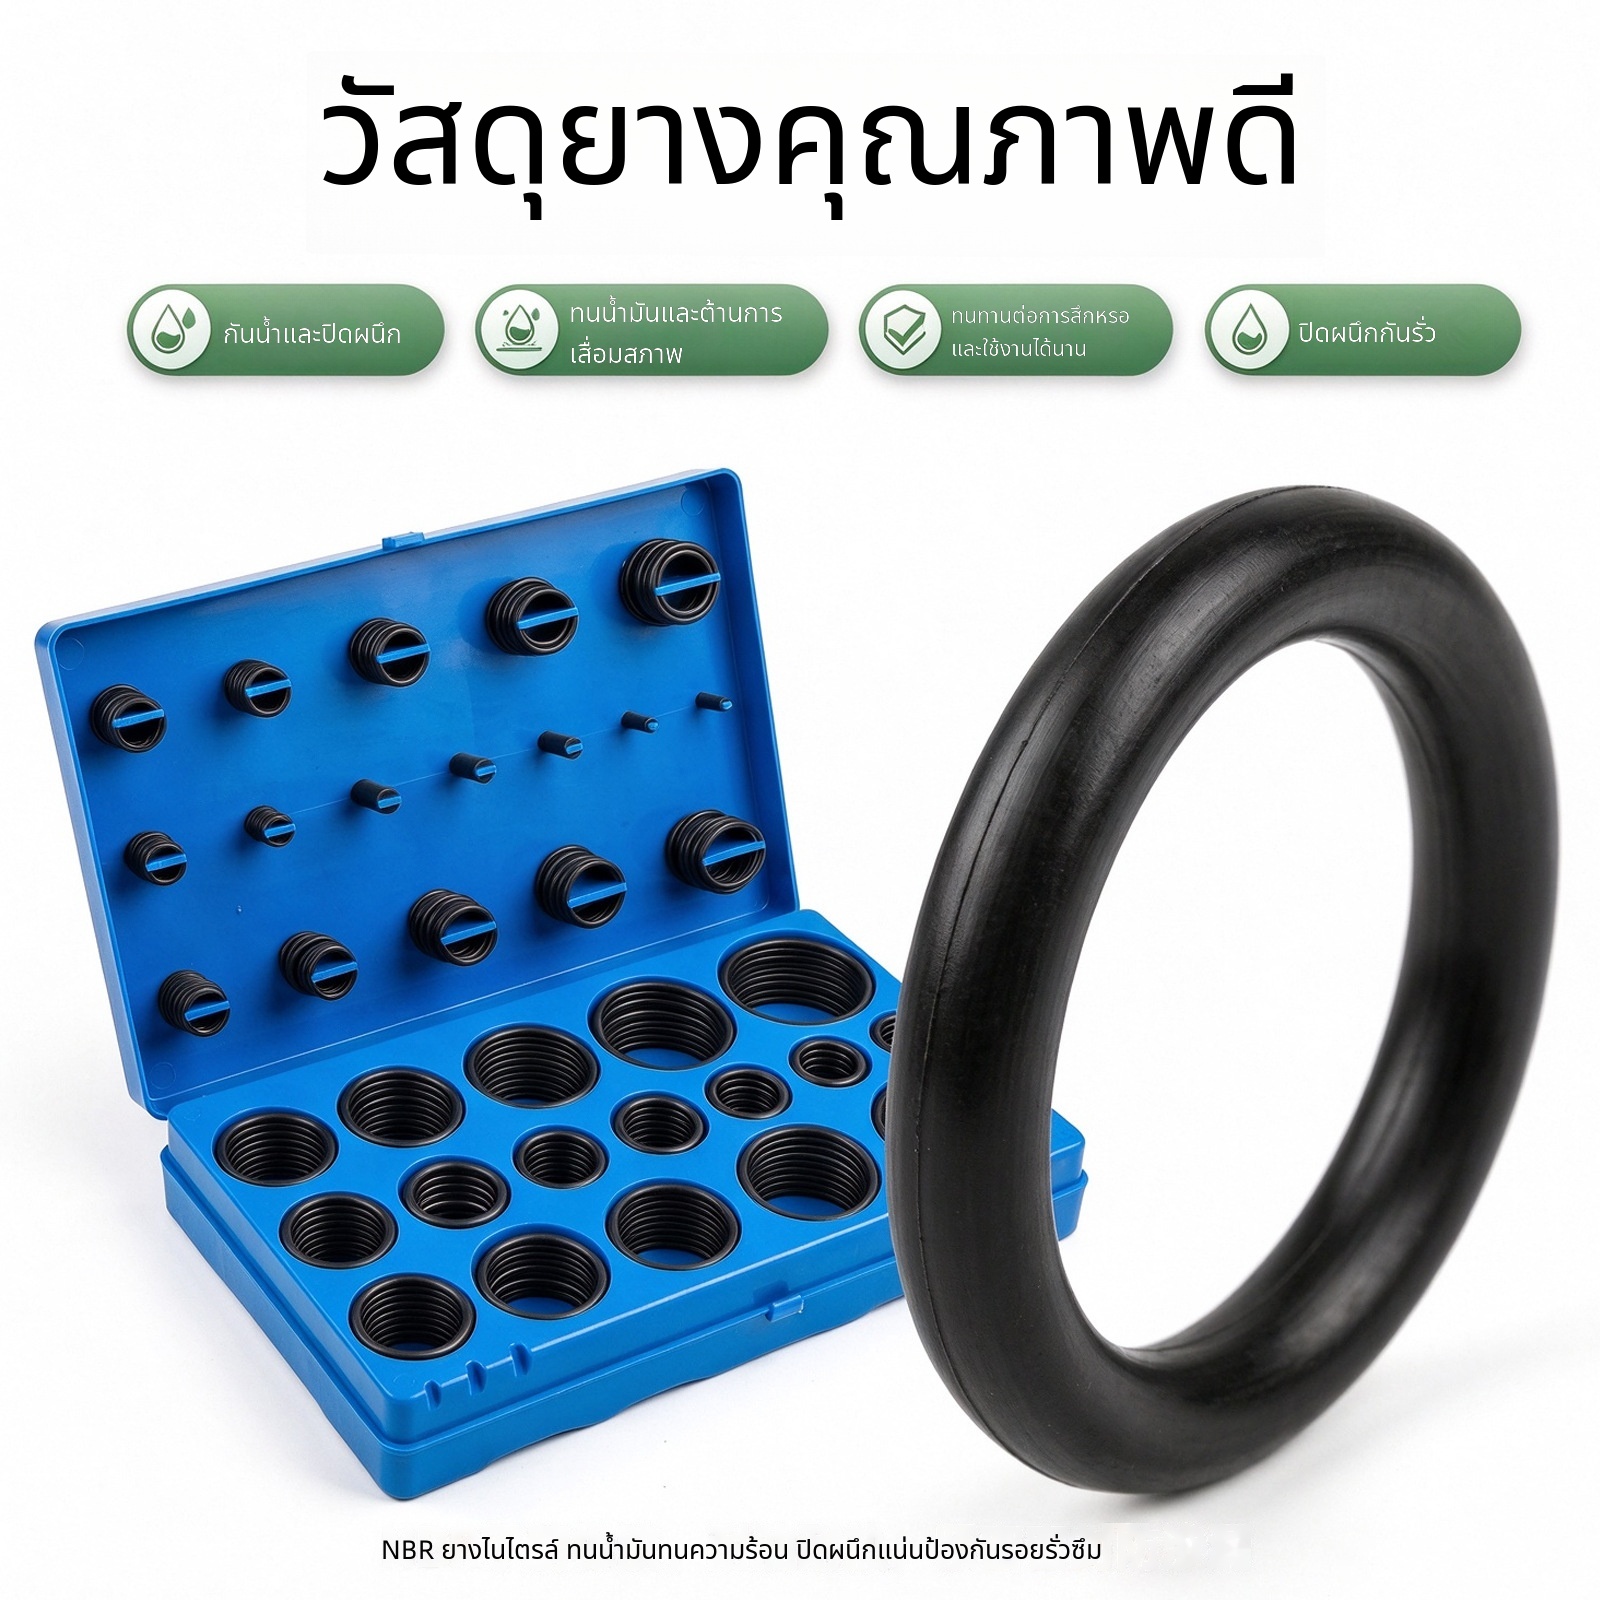 วัสดุยางคุณภาพดี
กันน้ำและปิดผนึก
ทนน้ำมันและต้านการ
เสื่อมสภาพ
ทนทานต่อการสึกหรอ
และใช้งานได้นาน
ปิดผนึกกันรั่ว
NBR ยางไนไตรล์ ทนน้ำมันทนความร้อน ปิดผนึกแน่นป้องกันรอยรั่วซึม